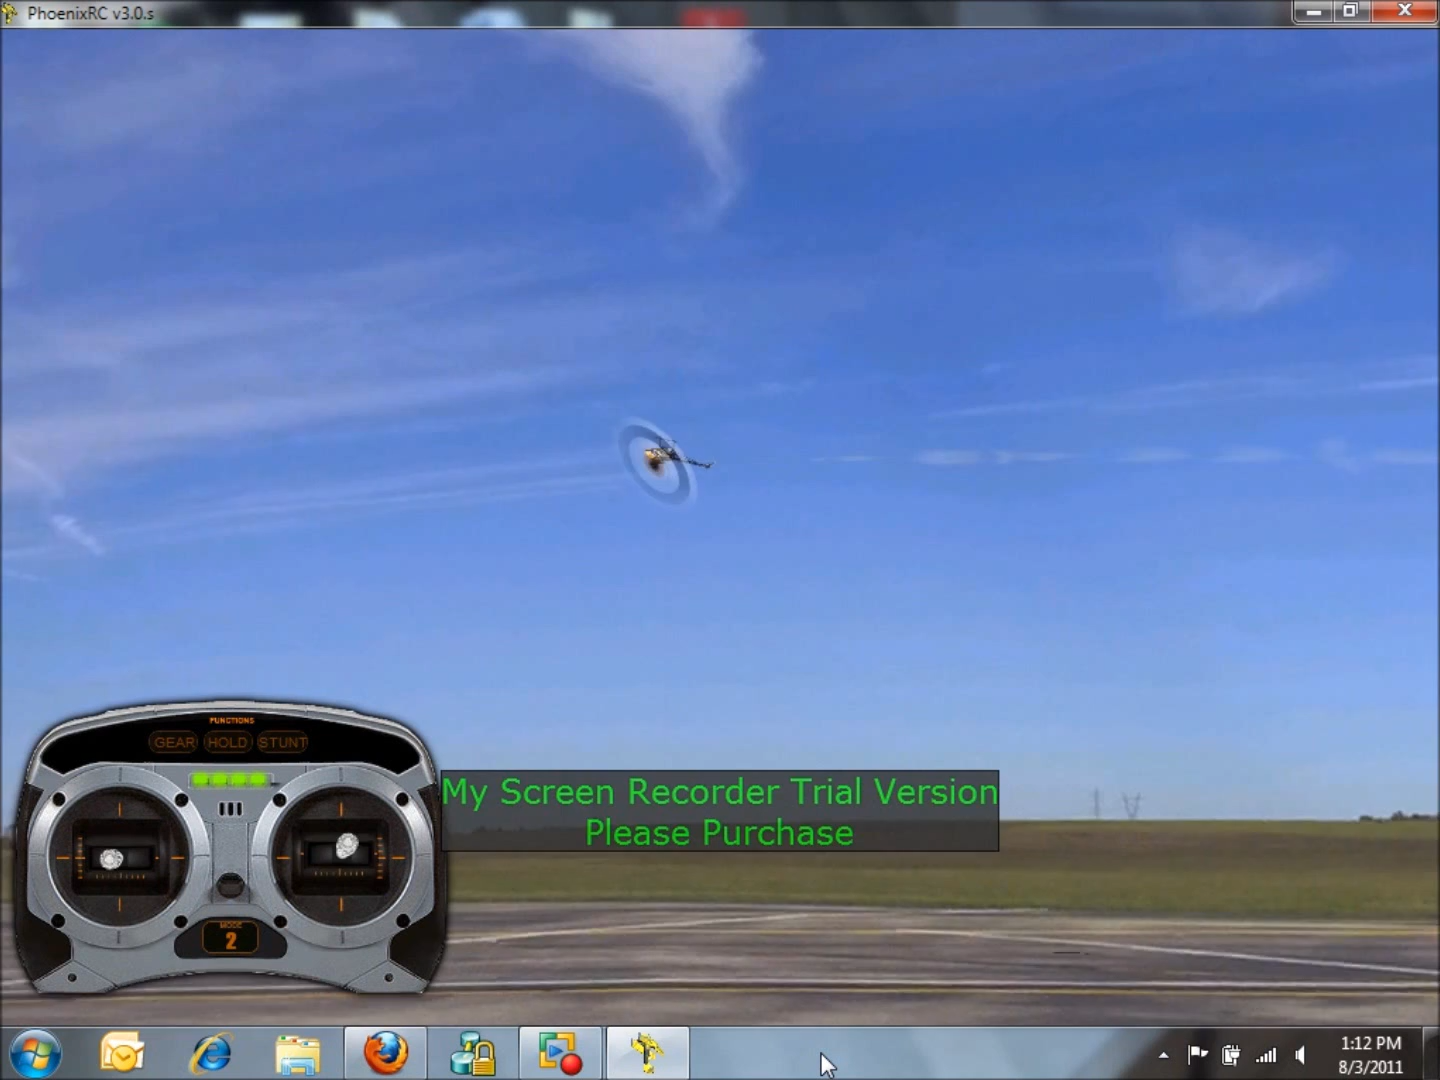 PhoenixRC v3.0.s
FUNCTIONS
GEAR HOLD STUNT
My Screen Recorder Trial Version
Please Purchase
MODE
2
1:12 PM
8/3/2011